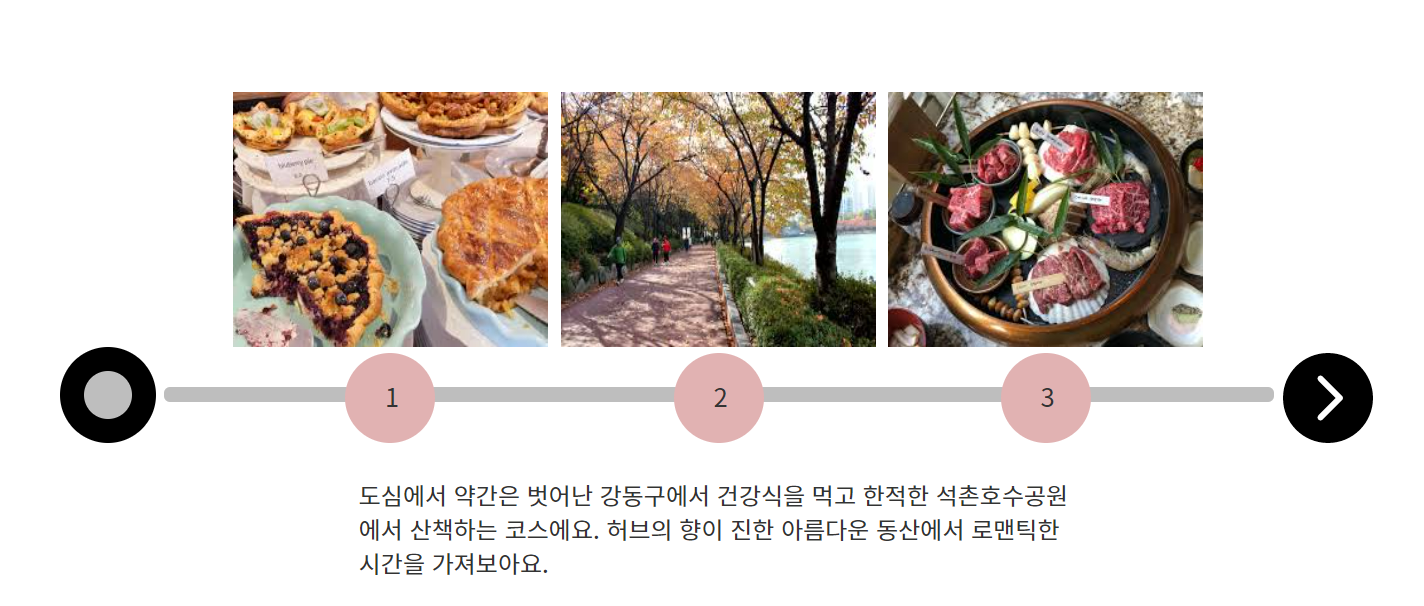 bluberry pie
1
2
3
도심에서 약간은 벗어난 강동구에서 건강식을 먹고 한적한 석촌호수공원
에서 산책하는 코스에요. 허브의 향이 진한 아름다운 동산에서 로맨틱한
시간을 가져보아요.